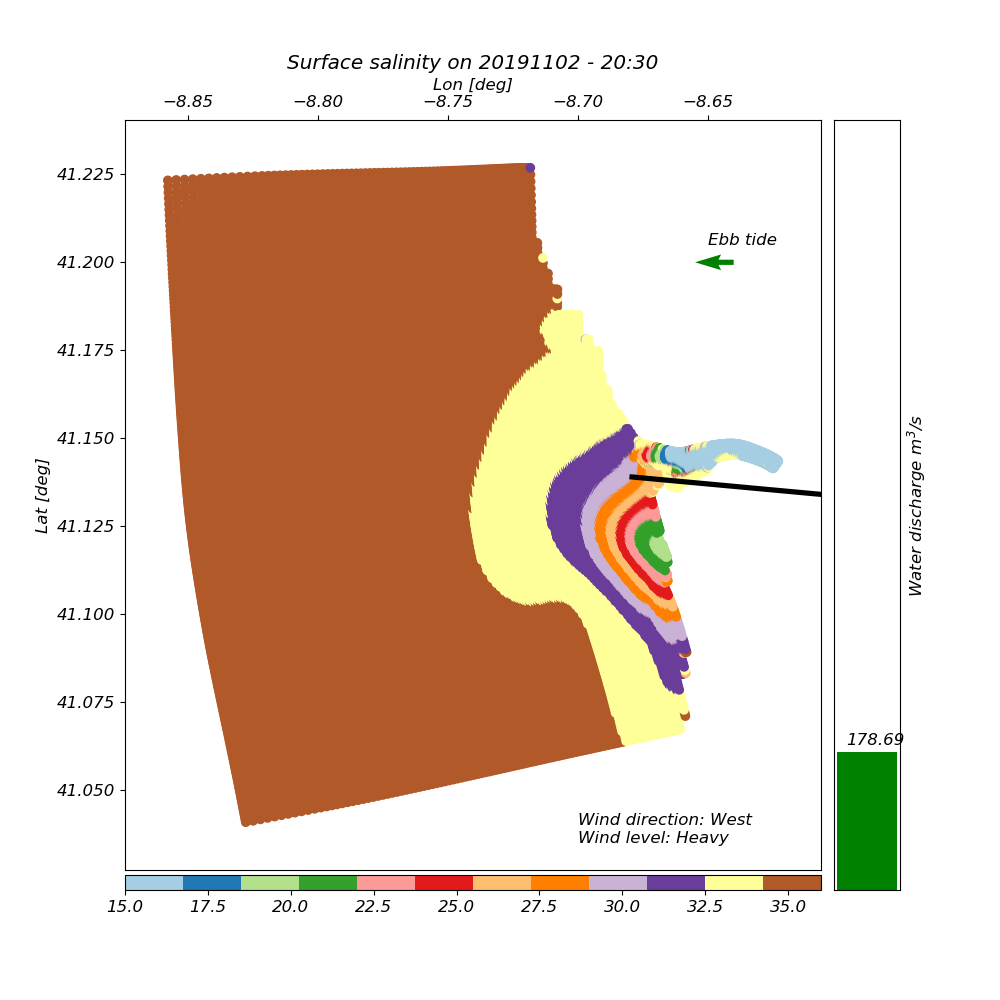 Surface salinity on 20191102 - 20:30
Lon [deg]
−8.85 −8.80 −8.75 −8.70 −8.65
41.225
41.200
41.175
41.150
41.125
41.100
41.075
41.050
Lat [deg]
Ebb tide
Wind direction: West
Wind level: Heavy
178.69
Water discharge m³/s
15.0 17.5 20.0 22.5 25.0 27.5 30.0 32.5 35.0